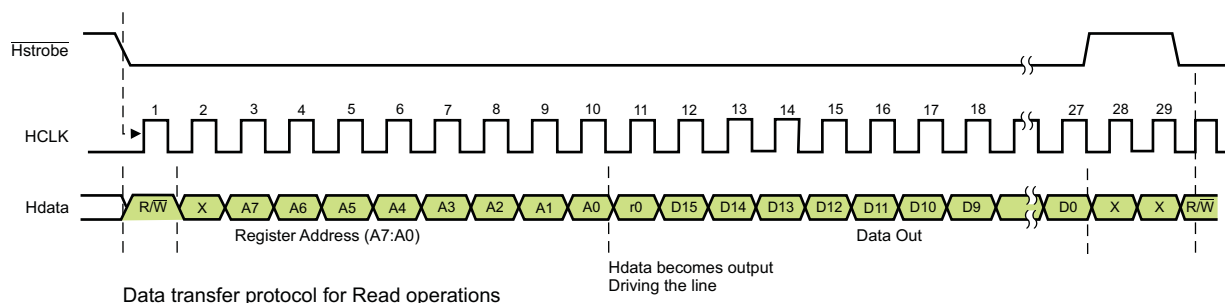 Hstrobe
1 2 3 4 5 6 7 8 9 10 11 12 13 14 15 16 17 18 27 28 29
HCLK
Hdata R/W X A7 A6 A5 A4 A3 A2 A1 A0 r0 D15 D14 D13 D12 D11 D10 D9 D0 X X R/W
Register Address (A7:A0) Data Out
Hdata becomes output
Driving the line
Data transfer protocol for Read operations